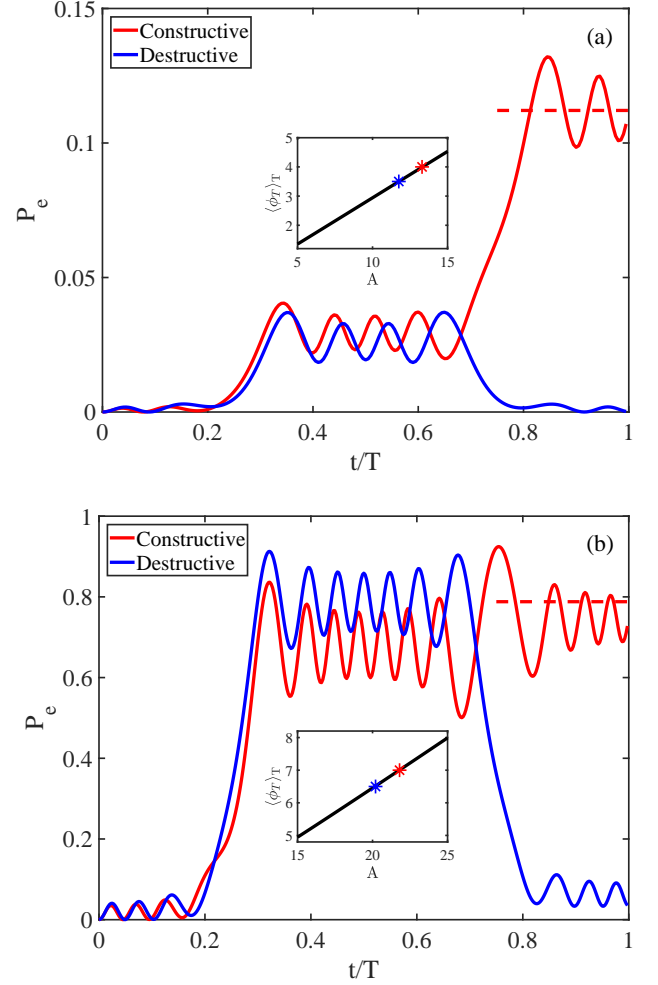 0.15
(a)
Constructive
Destructive
0.1
P_e
0.05
0
5
4
3
2
⟨ϕ_T⟩_T
5 10 15
A
0 0.2 0.4 0.6 0.8 1
t/T
1
(b)
Constructive
Destructive
0.8
0.6
P_e
0.4
0.2
0
8
7
6
5
⟨ϕ_T⟩_T
15 20 25
A
0 0.2 0.4 0.6 0.8 1
t/T